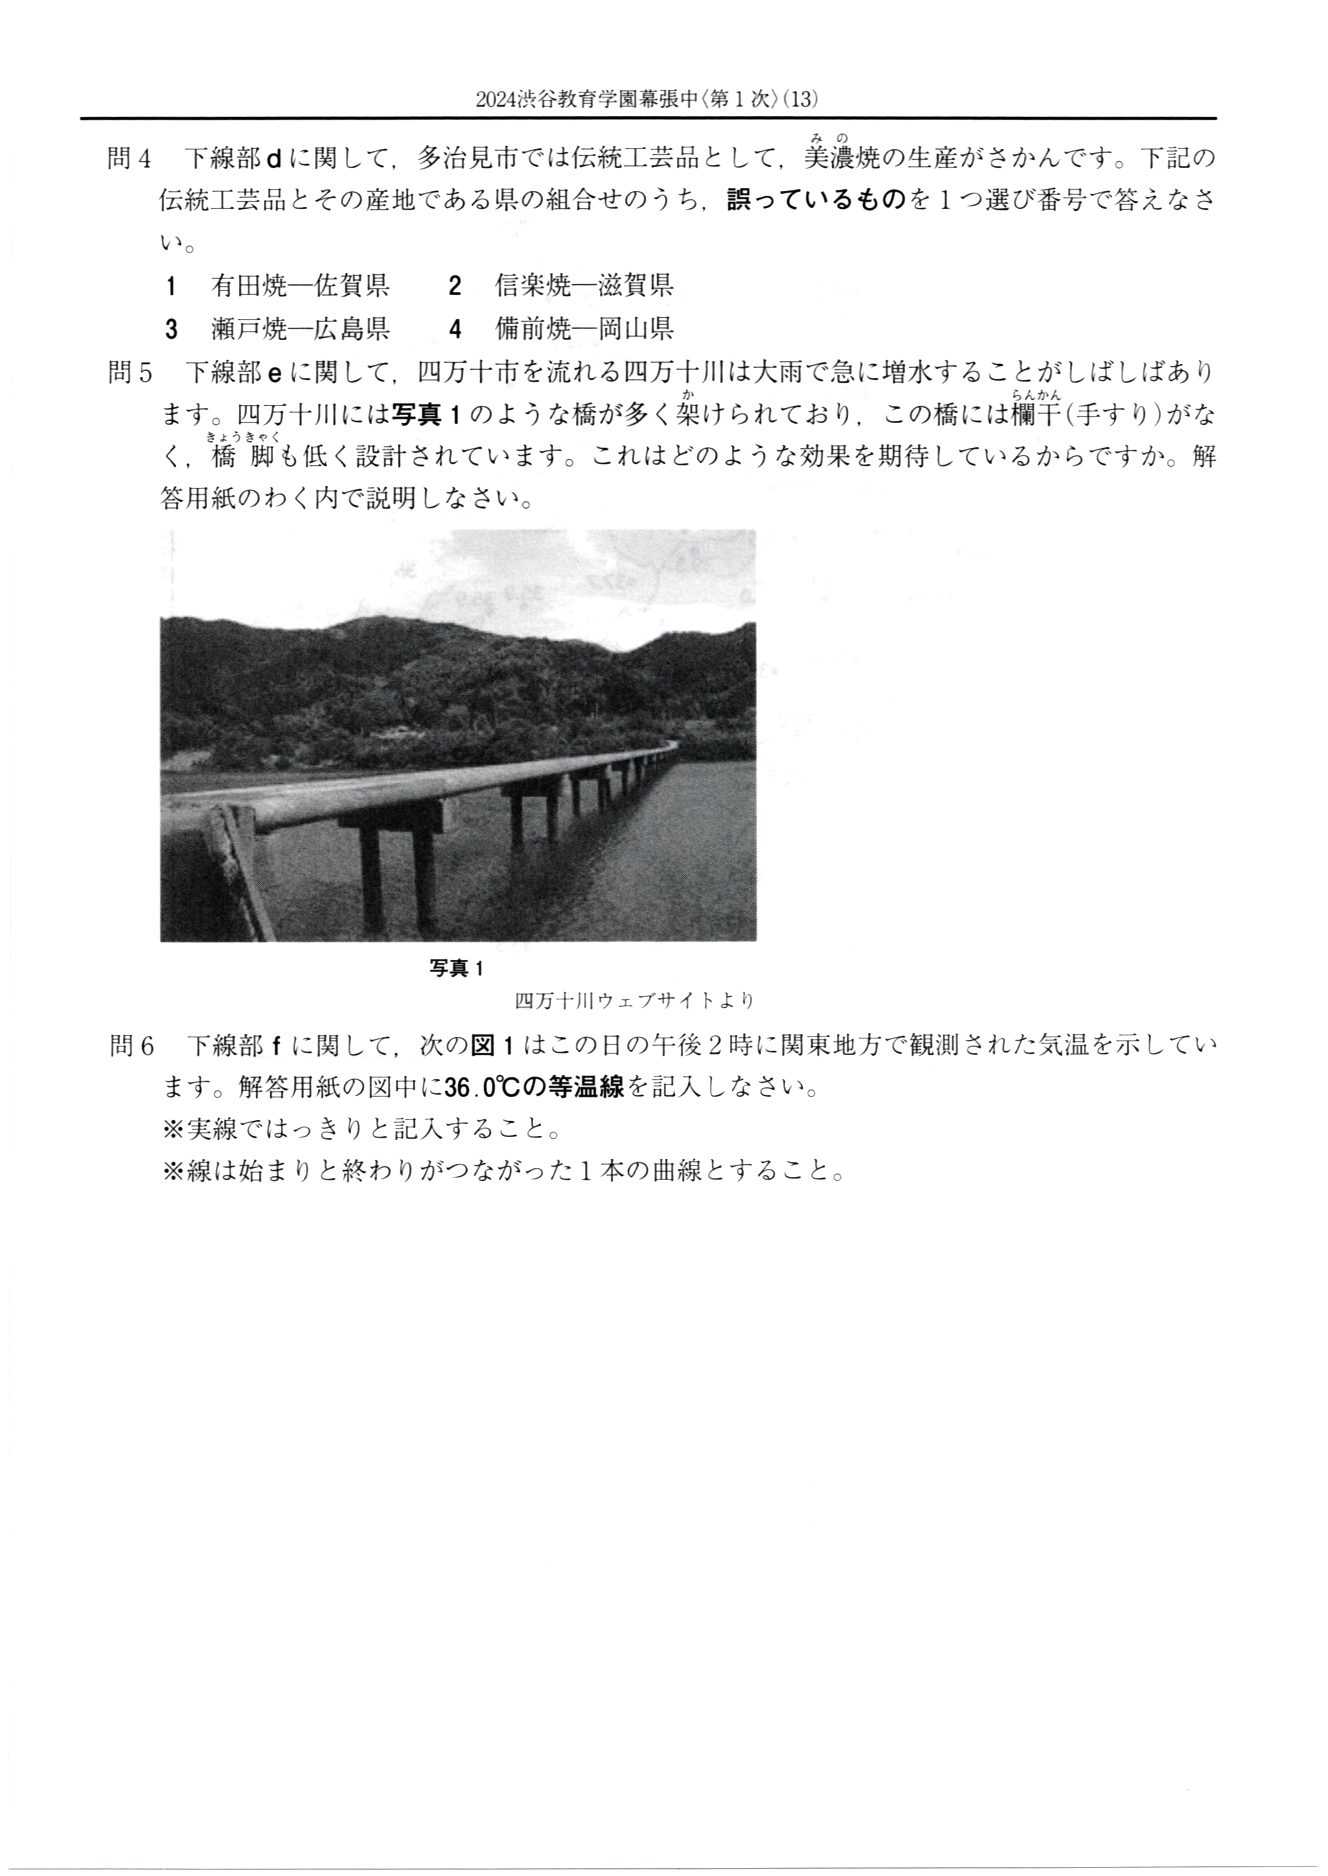 2024渋谷教育学園幕張中〈第1次〉(13)
問4　下線部dに関して，多治見市では伝統工芸品として，美濃焼の生産がさかんです。下記の
伝統工芸品とその産地である県の組合せのうち，誤っているものを1つ選び番号で答えなさ
い。
1　有田焼―佐賀県　　2　信楽焼―滋賀県
3　瀬戸焼―広島県　　4　備前焼―岡山県
問5　下線部eに関して，四万十市を流れる四万十川は大雨で急に増水することがしばしばあり
ます。四万十川には写真1のような橋が多く架けられており，この橋には欄干(手すり)がな
く，橋脚も低く設計されています。これはどのような効果を期待しているからですか。解
答用紙のわく内で説明しなさい。
写真1
四万十川ウェブサイトより
問6　下線部fに関して，次の図1はこの日の午後2時に関東地方で観測された気温を示してい
ます。解答用紙の図中に36.0℃の等温線を記入しなさい。
※実線ではっきりと記入すること。
※線は始まりと終わりがつながった1本の曲線とすること。